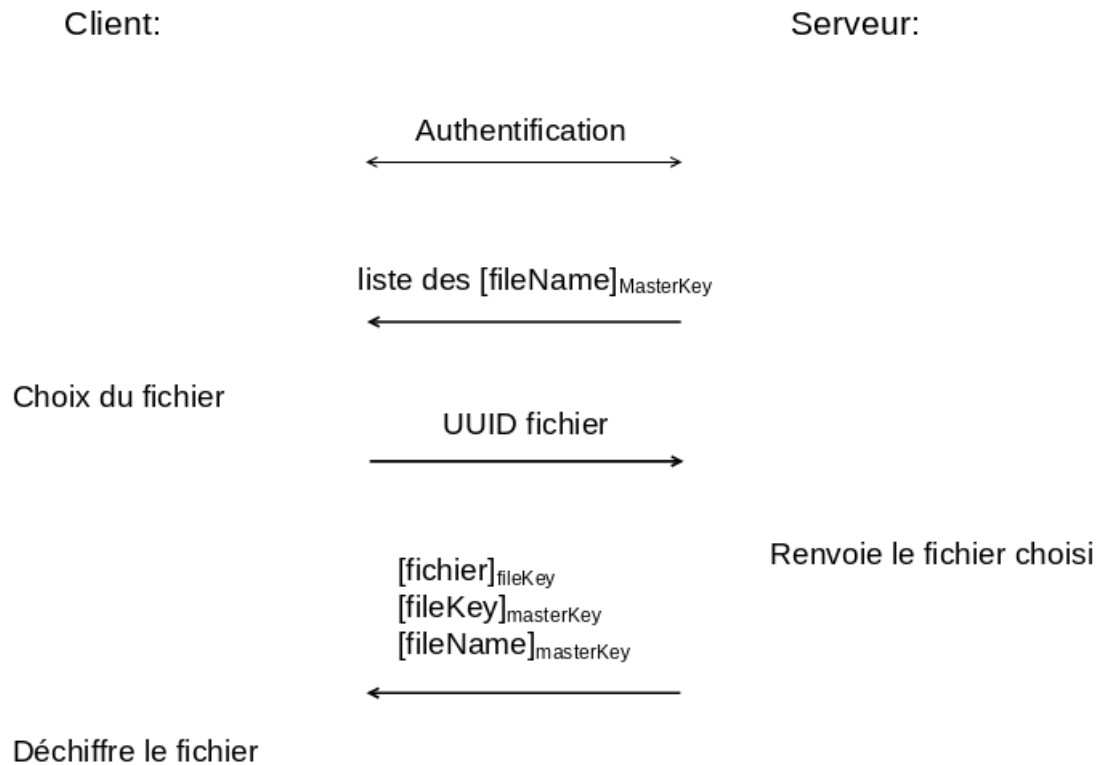 Client:
Serveur:
Authentification
liste des [fileName]MasterKey
Choix du fichier
UUID fichier
Renvoie le fichier choisi
[fichier]fileKey
[fileKey]masterKey
[fileName]masterKey
Déchiffre le fichier